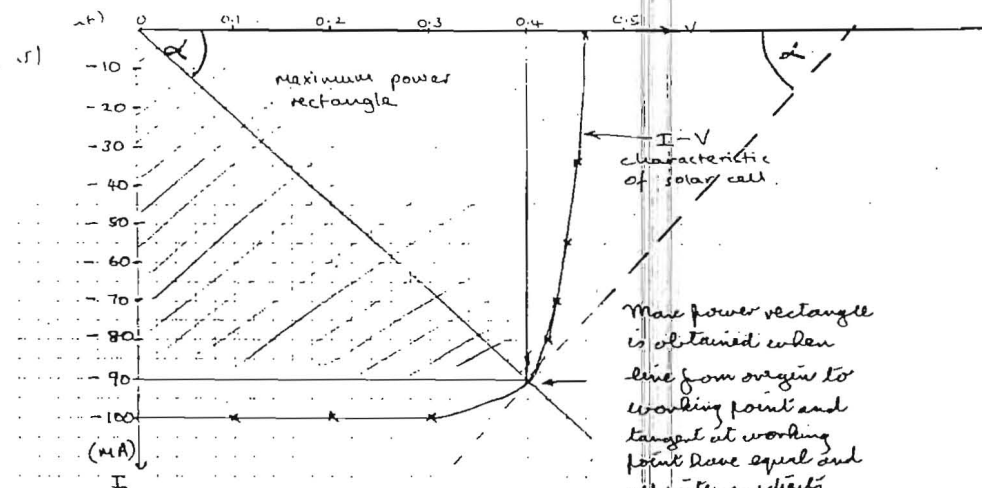 0 0.1 0.2 0.3 0.4 0.5 V
5)
α
α
-10
maximum power
rectangle
-20
-30
I-V
characteristic
of solar cell.
-40
-50
-60
-70
Max power rectangle
is obtained when
-80
-90
line from origin to
working point and
-100
tangent at working
(mA)
point have equal and
I